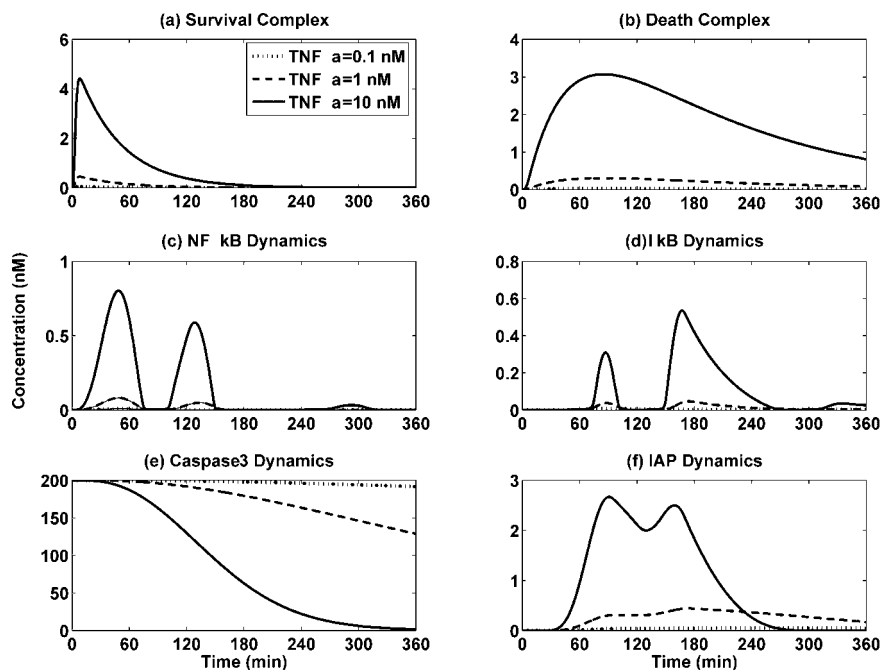 (a) Survival Complex
6
4
2
0
0 60 120 180 240 300 360
TNF a=0.1 nM
TNF a=1 nM
TNF a=10 nM
(b) Death Complex
4
3
2
1
0
0 60 120 180 240 300 360
(c) NF kB Dynamics
1
0.5
0
0 60 120 180 240 300 360
(d)I kB Dynamics
0.8
0.6
0.4
0.2
0
0 60 120 180 240 300 360
Concentration (nM)
(e) Caspase3 Dynamics
200
150
100
50
0
0 60 120 180 240 300 360
Time (min)
(f) IAP Dynamics
3
2
1
0
0 60 120 180 240 300 360
Time (min)